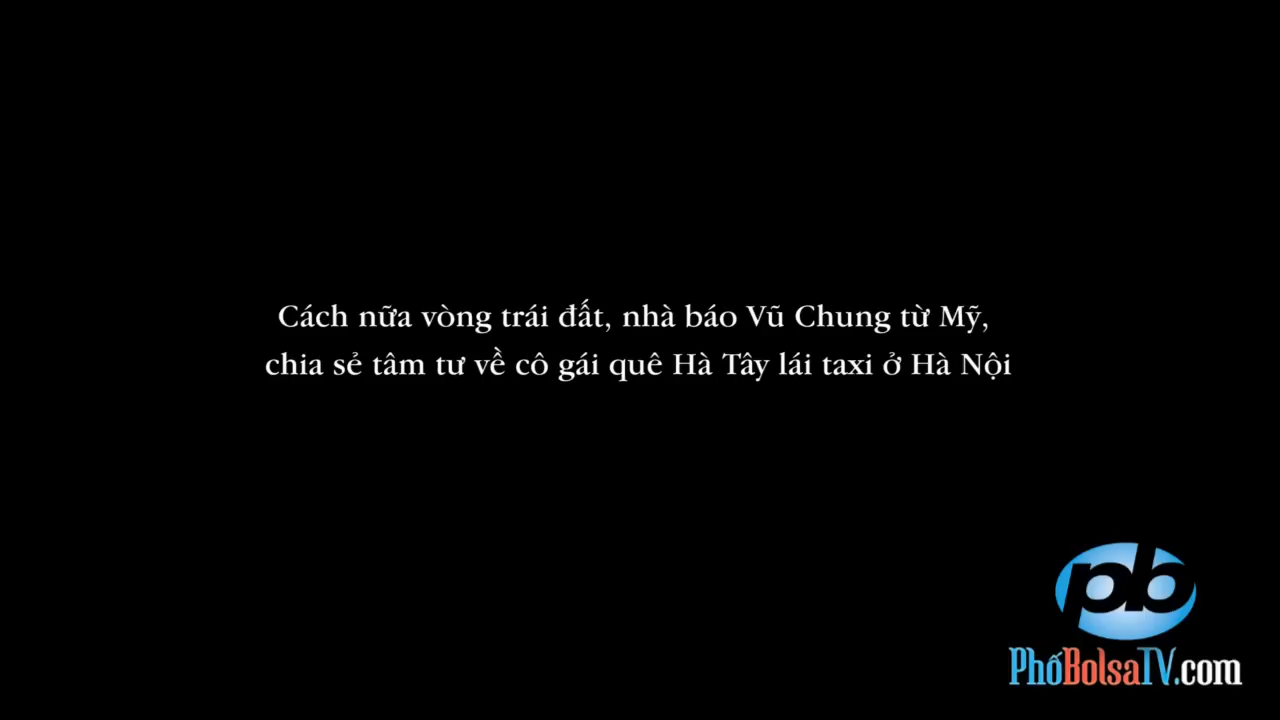 Cách nữa vòng trái đất, nhà báo Vũ Chung từ Mỹ,
chia sẻ tâm tư về cô gái quê Hà Tây lái taxi ở Hà Nội
pb
PhốBolsaTV.com